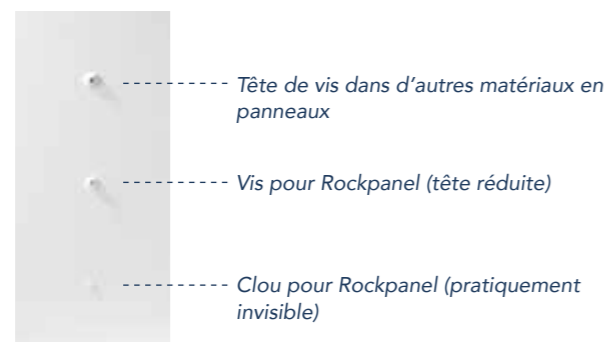 Tête de vis dans d’autres matériaux en
panneaux
Vis pour Rockpanel (tête réduite)
Clou pour Rockpanel (pratiquement
invisible)